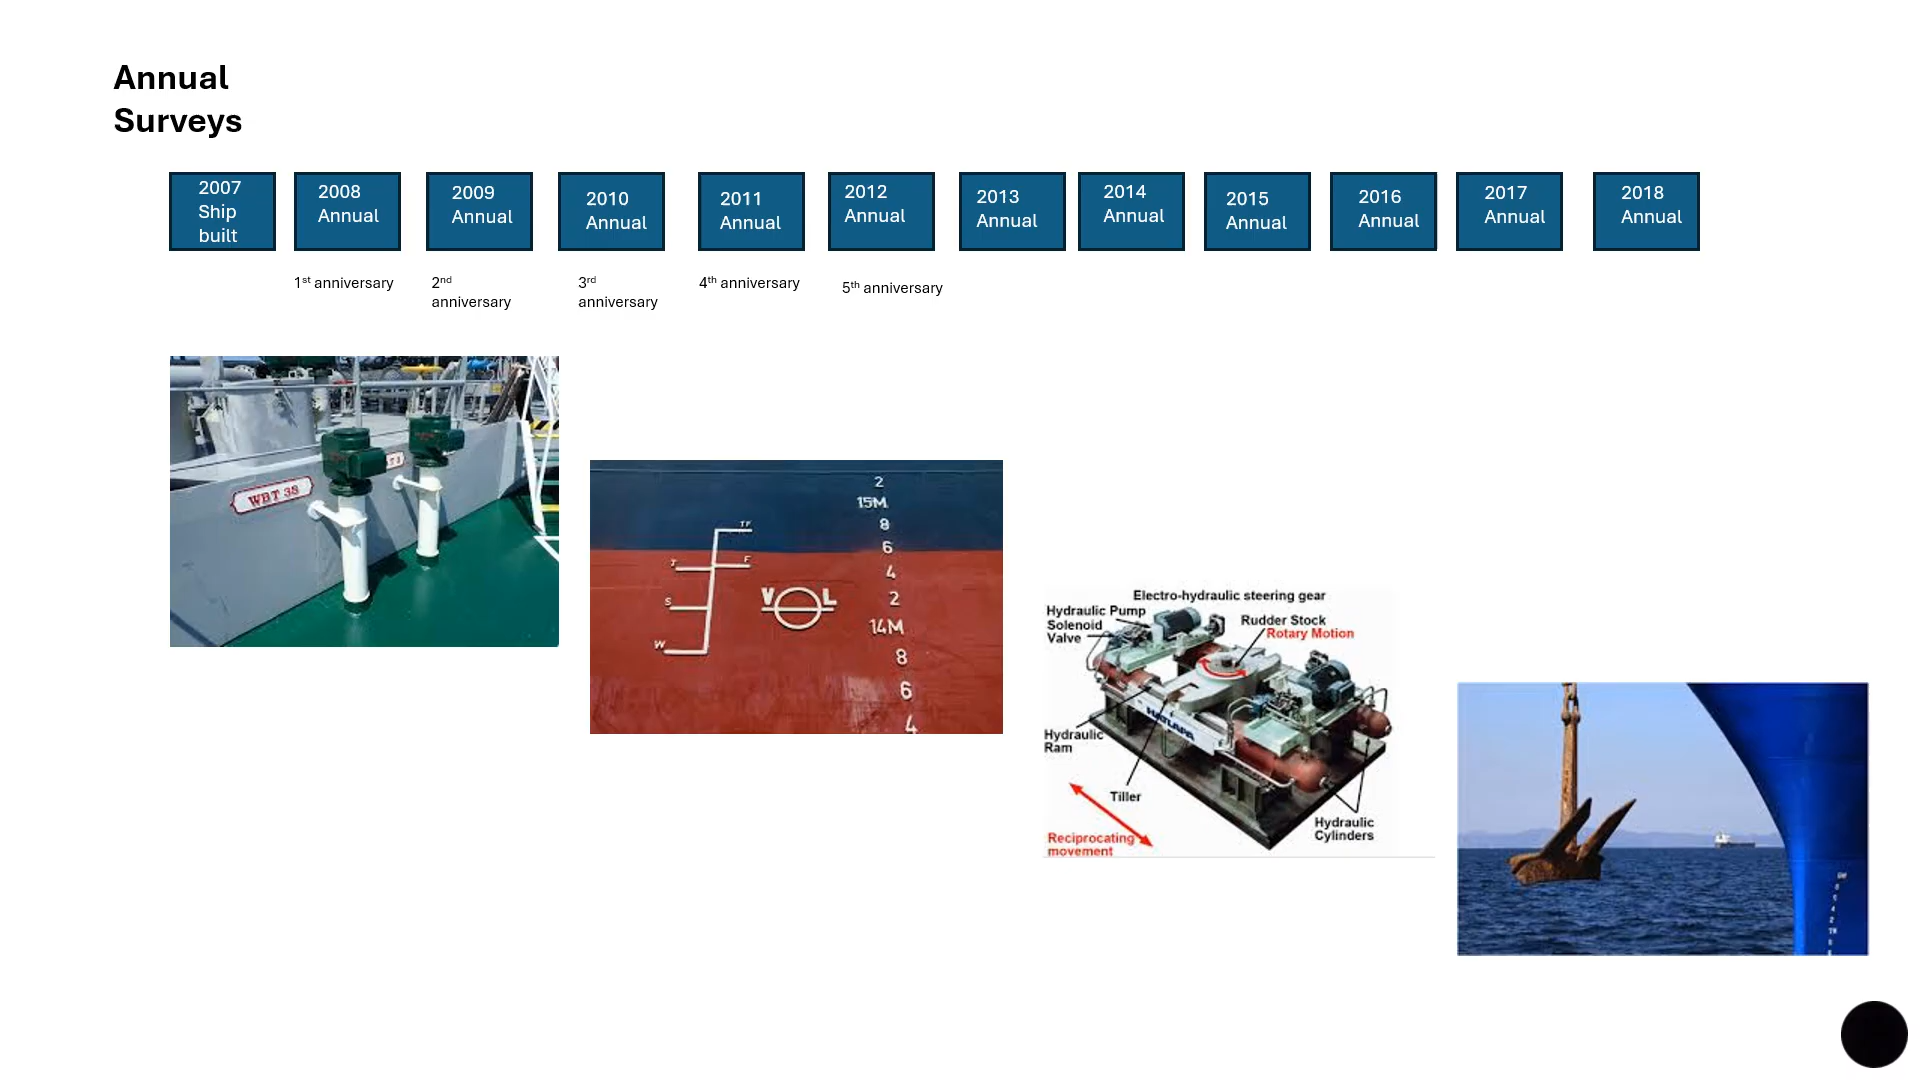 Annual
Surveys
2007
Ship
built
2008
Annual
2009
Annual
2010
Annual
2011
Annual
2012
Annual
2013
Annual
2014
Annual
2015
Annual
2016
Annual
2017
Annual
2018
Annual
1st anniversary
2nd
anniversary
3rd
anniversary
4th anniversary
5th anniversary
WBT 3S
2
15M
8
6
4
2
14M
8
6
4
TF
T
F
S
W
V L
Electro-hydraulic steering gear
Hydraulic Pump
Solenoid
Valve
Rudder Stock
Rotary Motion
HATLAPA
Hydraulic
Ram
Tiller
Reciprocating
movement
Hydraulic
Cylinders